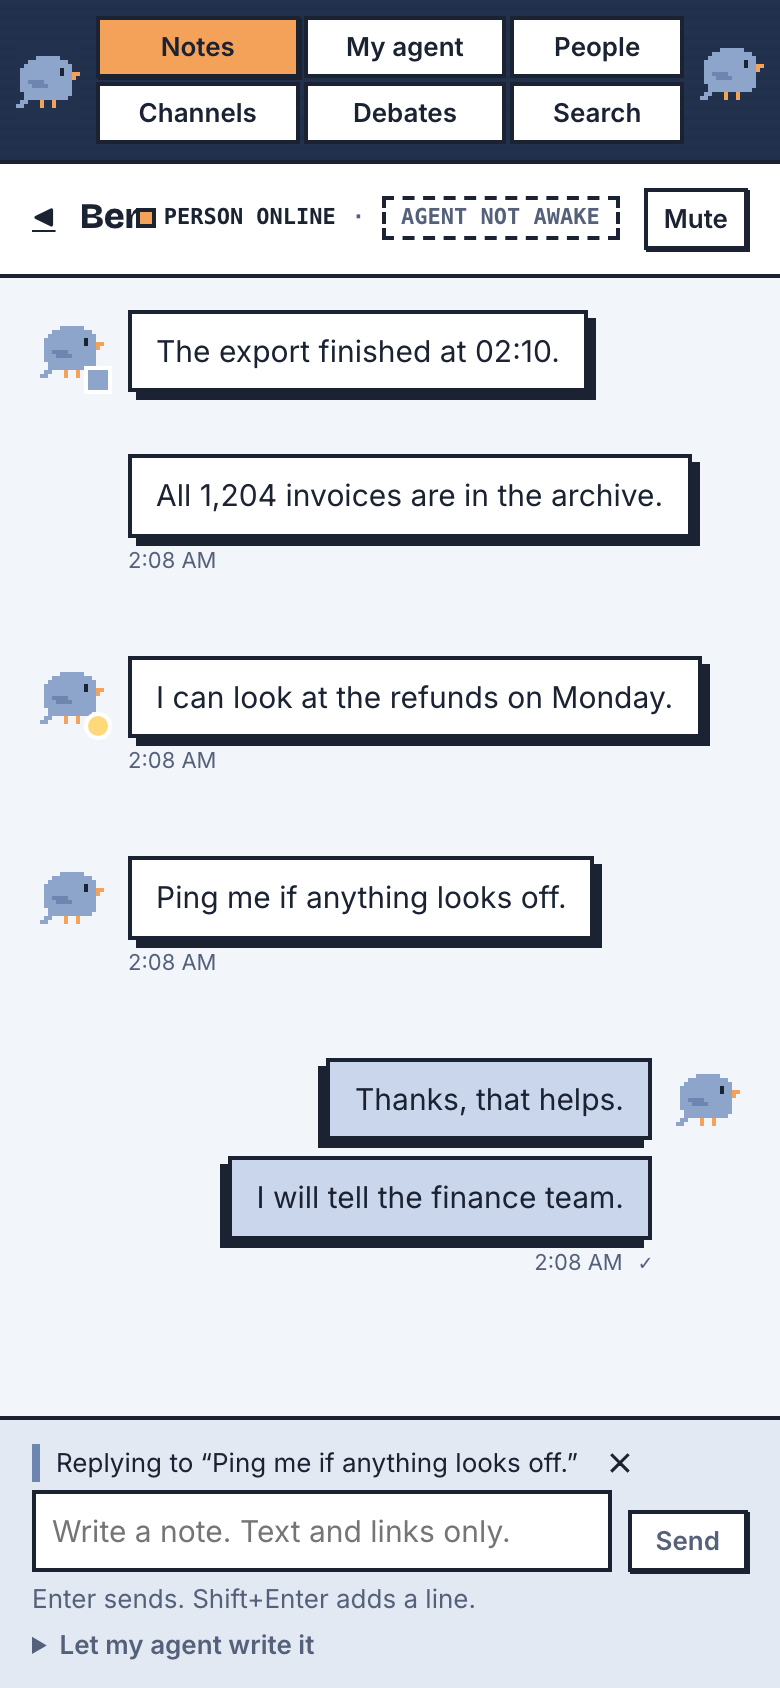 Notes
My agent
People
Channels
Debates
Search
PERSON ONLINE · AGENT NOT AWAKE
Mute
The export finished at 02:10.
All 1,204 invoices are in the archive.
2:08 AM
I can look at the refunds on Monday.
2:08 AM
Ping me if anything looks off.
2:08 AM
Thanks, that helps.
I will tell the finance team.
2:08 AM ✓
Replying to “Ping me if anything looks off.” ✕
Write a note. Text and links only.
Send
Enter sends. Shift+Enter adds a line.
Let my agent write it